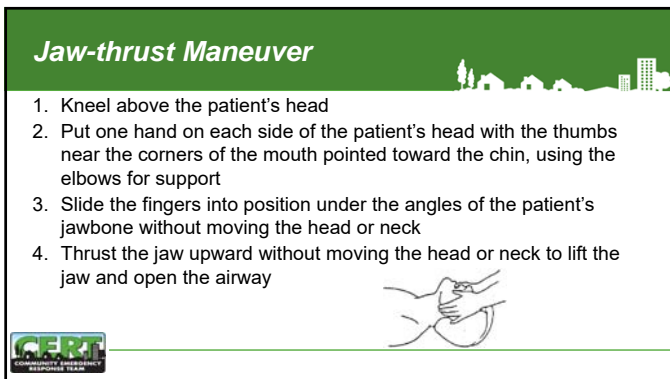 Jaw-thrust Maneuver
1. Kneel above the patient's head
2. Put one hand on each side of the patient's head with the thumbs
near the corners of the mouth pointed toward the chin, using the
elbows for support
3. Slide the fingers into position under the angles of the patient's
jawbone without moving the head or neck
4. Thrust the jaw upward without moving the head or neck to lift the
jaw and open the airway
CERT
COMMUNITY EMERGENCY
RESPONSE TEAM